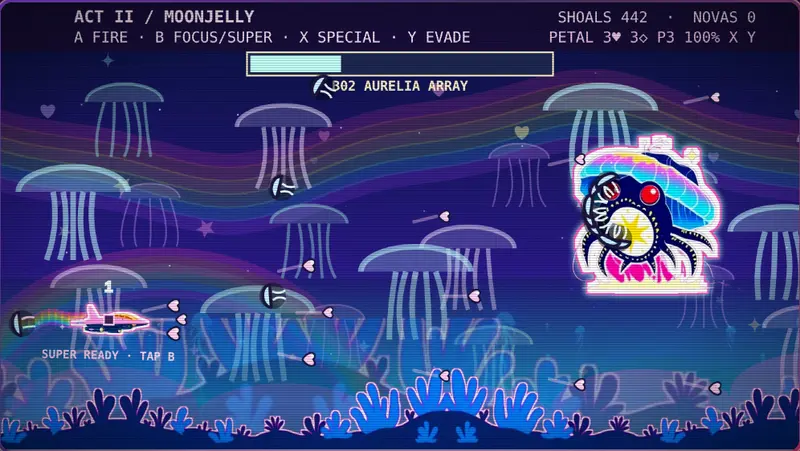 ACT II / MOONJELLY
SHOALS 442 · NOVAS 0
A FIRE · B FOCUS/SUPER · X SPECIAL · Y EVADE
PETAL 3♥ 3◇ P3 100% X Y
302 AURELIA ARRAY
1
SUPER READY · TAP B